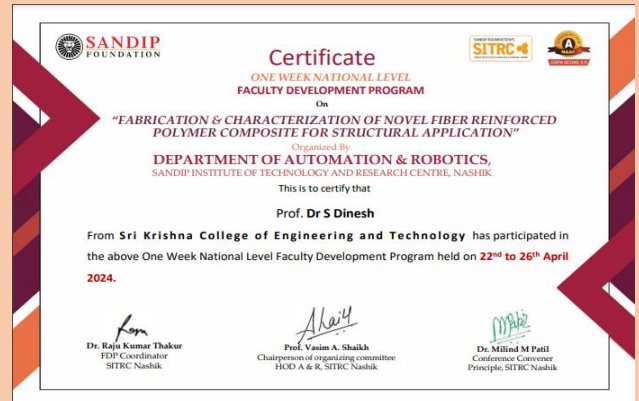 SANDIP
FOUNDATION
SANDIP FOUNDATION'S
SITRC
A
NAAC
Certificate
ONE WEEK NATIONAL LEVEL
FACULTY DEVELOPMENT PROGRAM
On
"FABRICATION & CHARACTERIZATION OF NOVEL FIBER REINFORCED
POLYMER COMPOSITE FOR STRUCTURAL APPLICATION"
Organized By
DEPARTMENT OF AUTOMATION & ROBOTICS,
SANDIP INSTITUTE OF TECHNOLOGY AND RESEARCH CENTRE, NASHIK
This is to certify that
Prof. Dr S Dinesh
From Sri Krishna College of Engineering and Technology has participated in
the above One Week National Level Faculty Development Program held on 22nd to 26th April
2024.
Dr. Raju Kumar Thakur
FDP Coordinator
SITRC Nashik
Prof. Vasim A. Shaikh
Chairperson of organizing committee
HOD A & R, SITRC Nashik
Dr. Milind M Patil
Conference Convener
Principle, SITRC Nashik